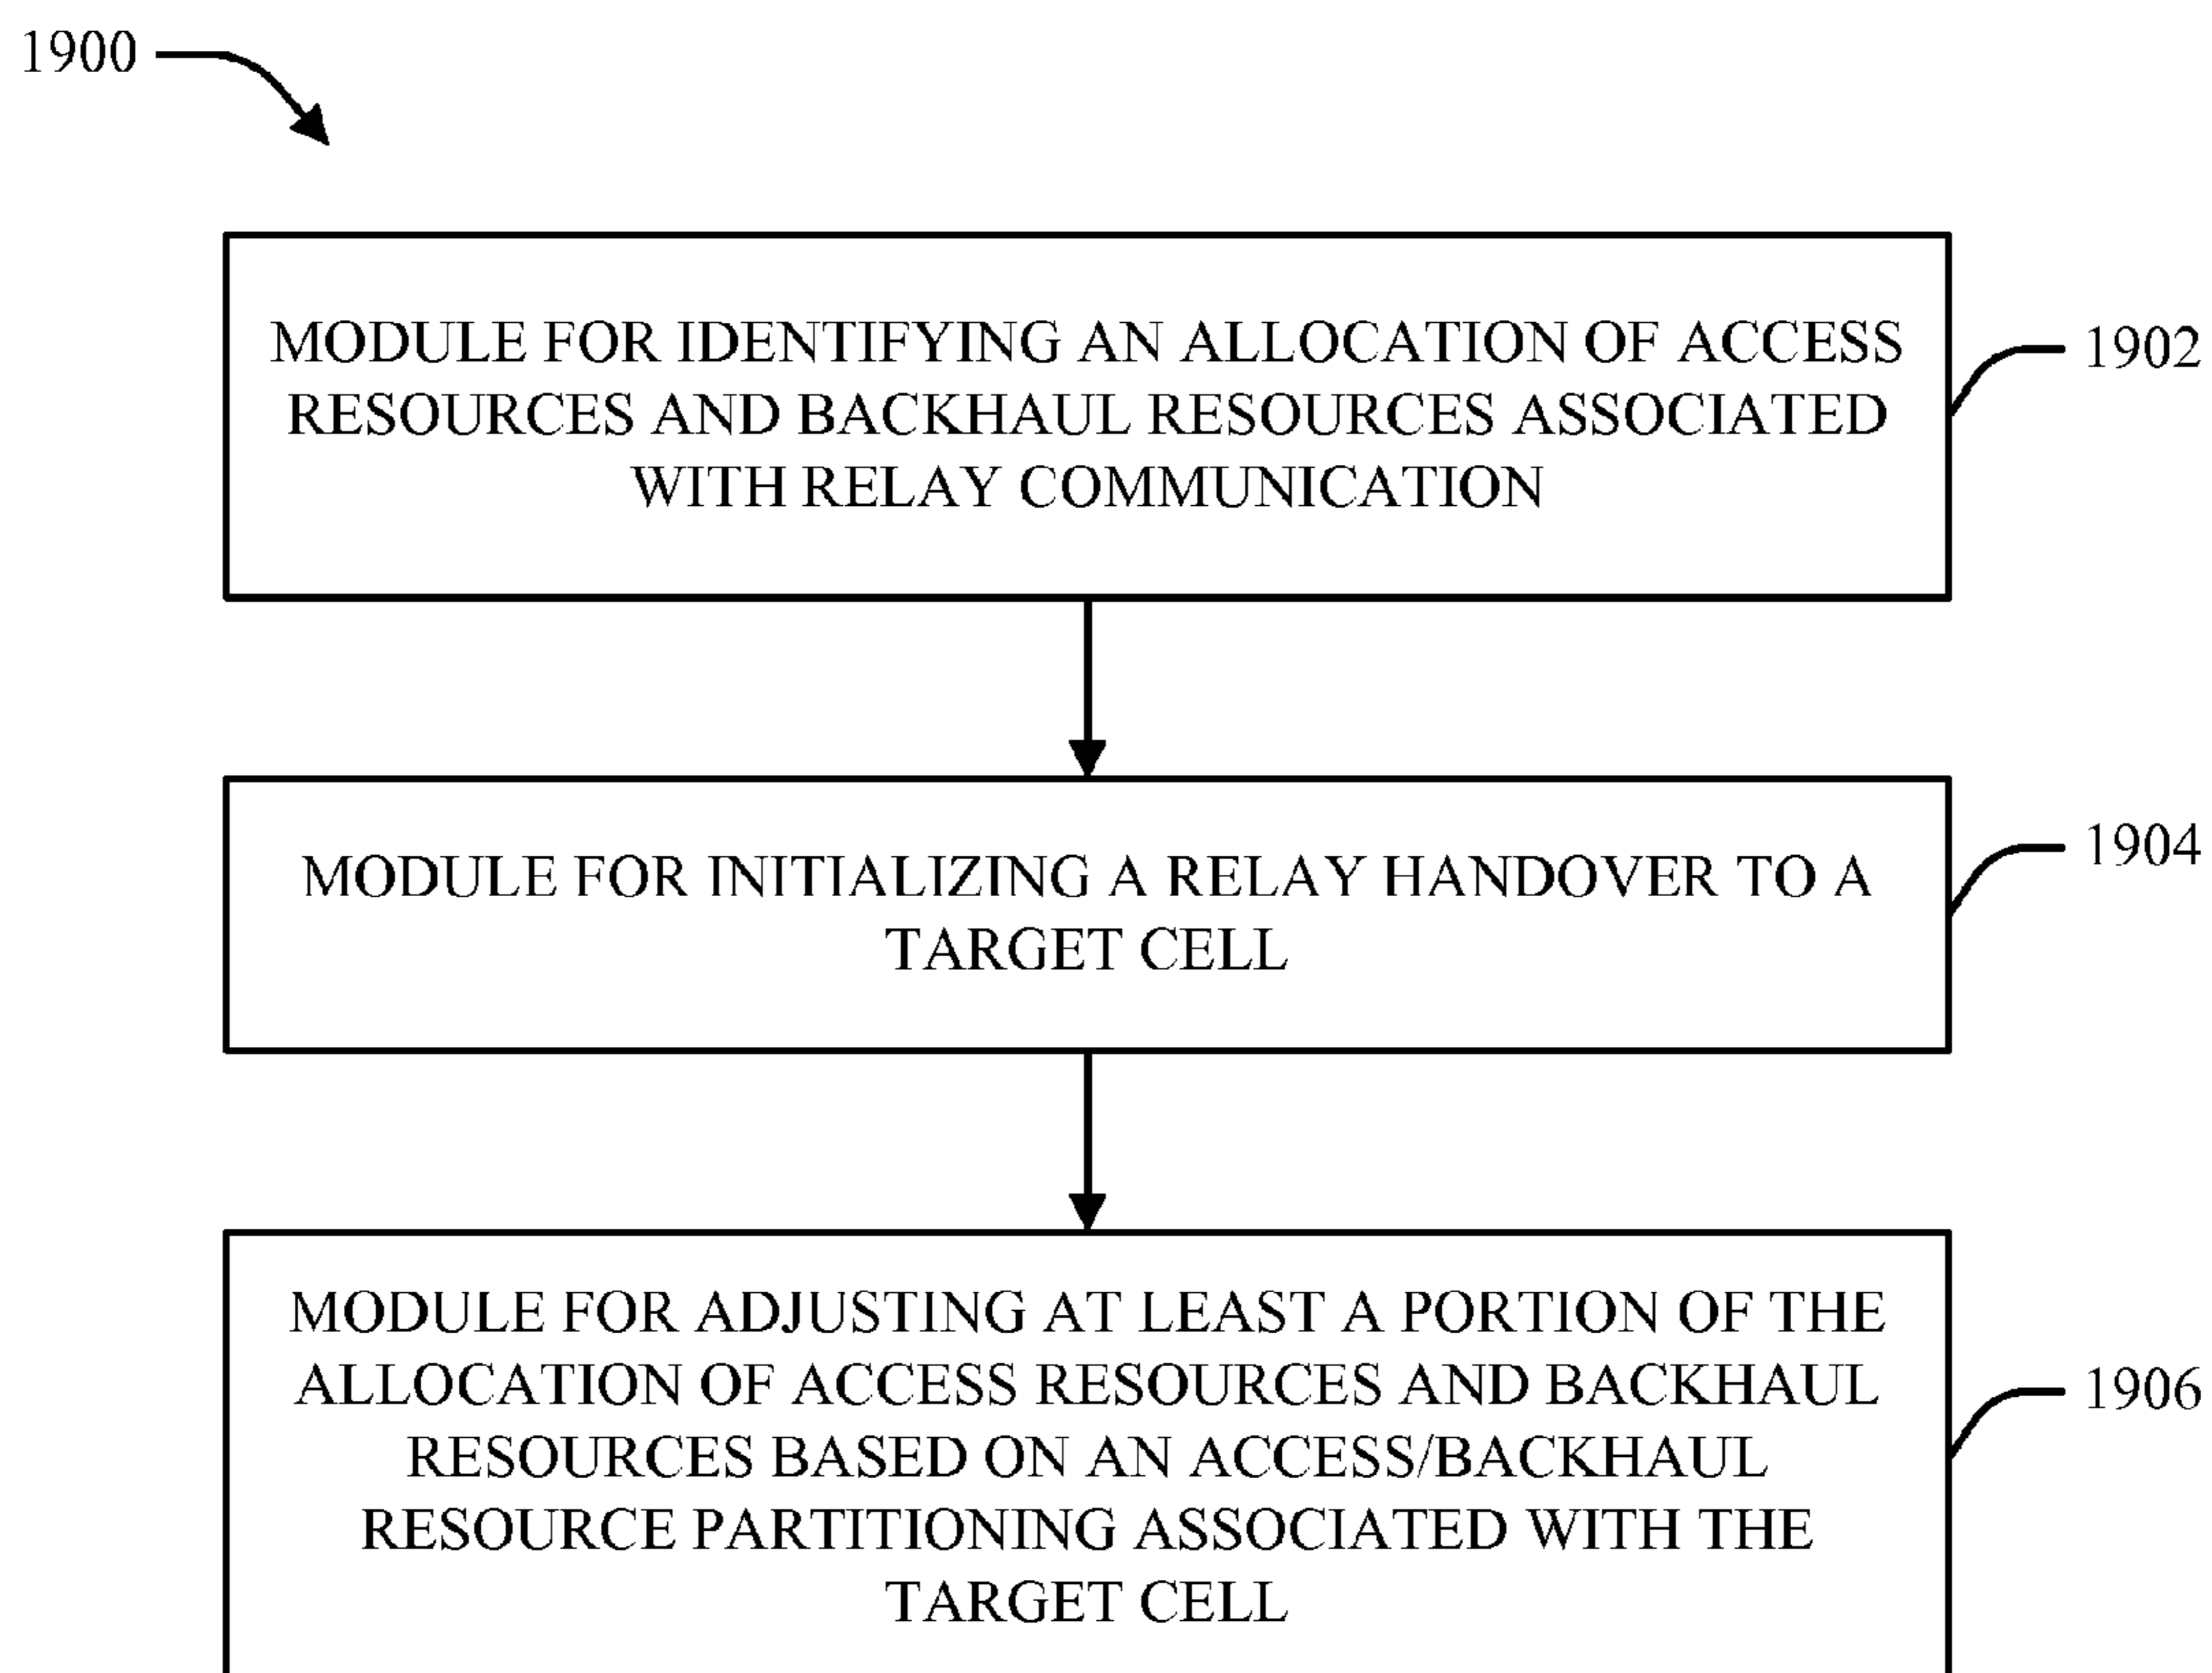 1900
MODULE FOR IDENTIFYING AN ALLOCATION OF ACCESS
RESOURCES AND BACKHAUL RESOURCES ASSOCIATED
WITH RELAY COMMUNICATION
1902
MODULE FOR INITIALIZING A RELAY HANDOVER TO A
TARGET CELL
1904
MODULE FOR ADJUSTING AT LEAST A PORTION OF THE
ALLOCATION OF ACCESS RESOURCES AND BACKHAUL
RESOURCES BASED ON AN ACCESS/BACKHAUL
RESOURCE PARTITIONING ASSOCIATED WITH THE
TARGET CELL
1906